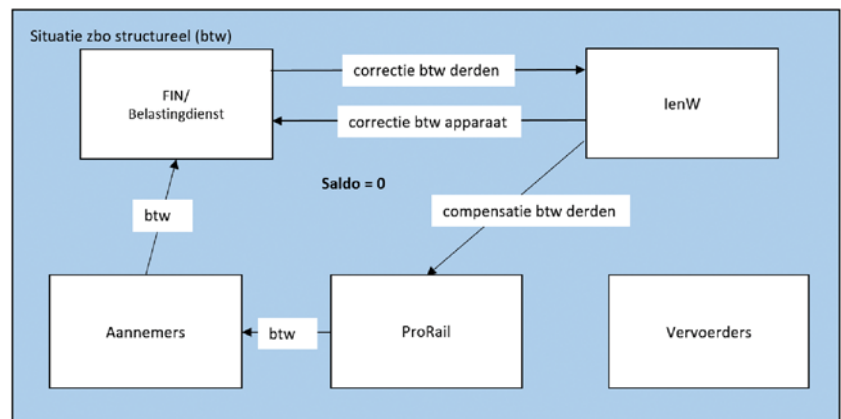 Situatie zbo structureel (btw)
FIN/
Belastingdienst
correctie btw derden
IenW
correctie btw apparaat
Saldo = 0
btw
compensatie btw derden
Aannemers
btw
ProRail
Vervoerders